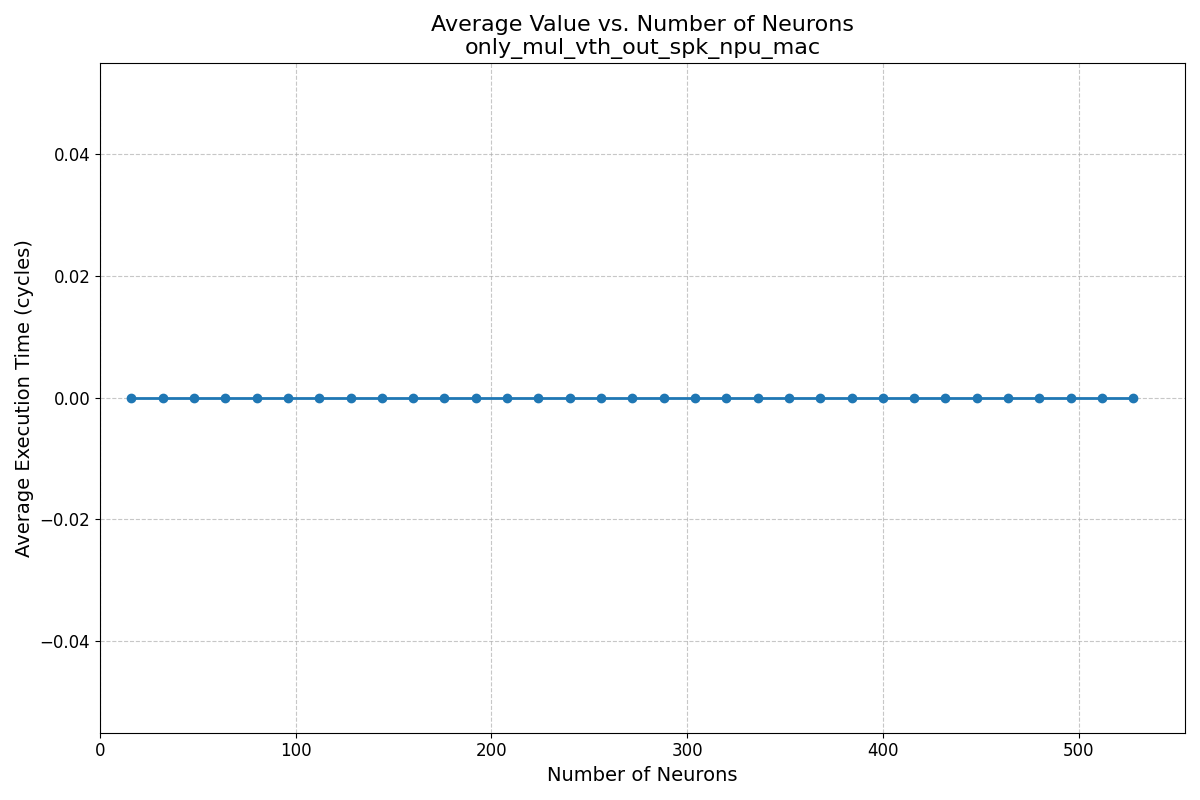 Average Value vs. Number of Neurons
only_mul_vth_out_spk_npu_mac
Average Execution Time (cycles)
0.04
0.02
0.00
−0.02
−0.04
0
100
200
300
400
500
Number of Neurons